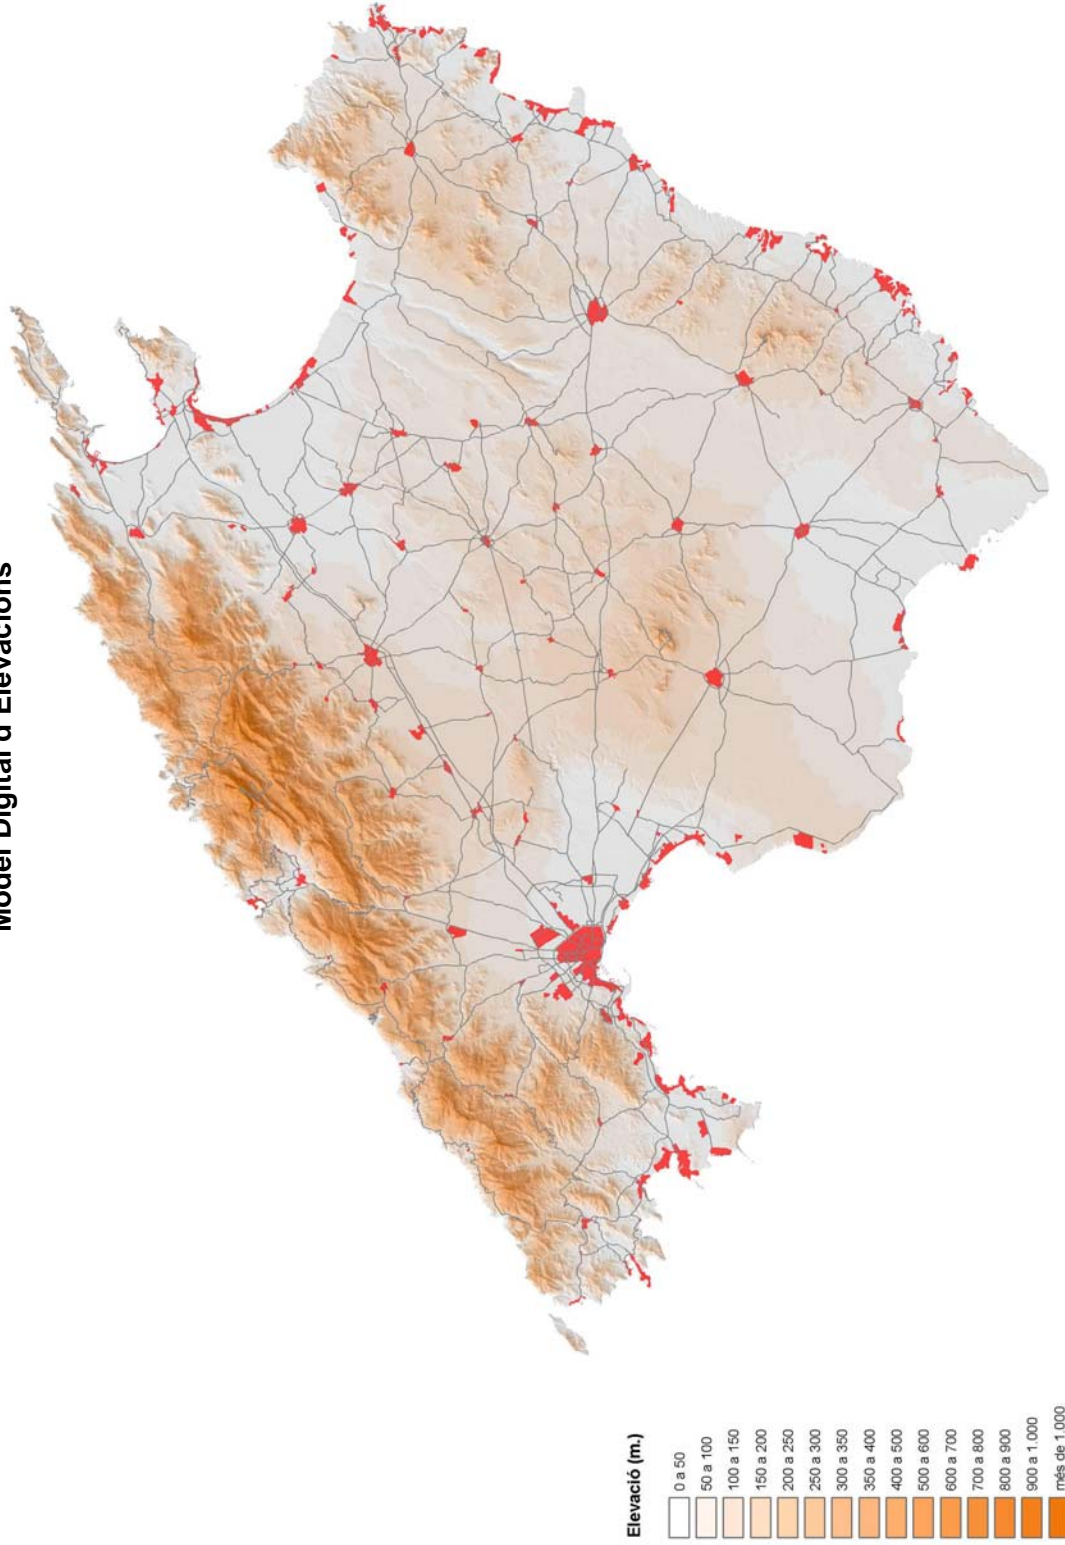 Model Digital d'Elevacions
Elevació (m.)
0 a 50
50 a 100
100 a 150
150 a 200
200 a 250
250 a 300
300 a 350
350 a 400
400 a 500
500 a 600
600 a 700
700 a 800
800 a 900
900 a 1.000
més de 1.000